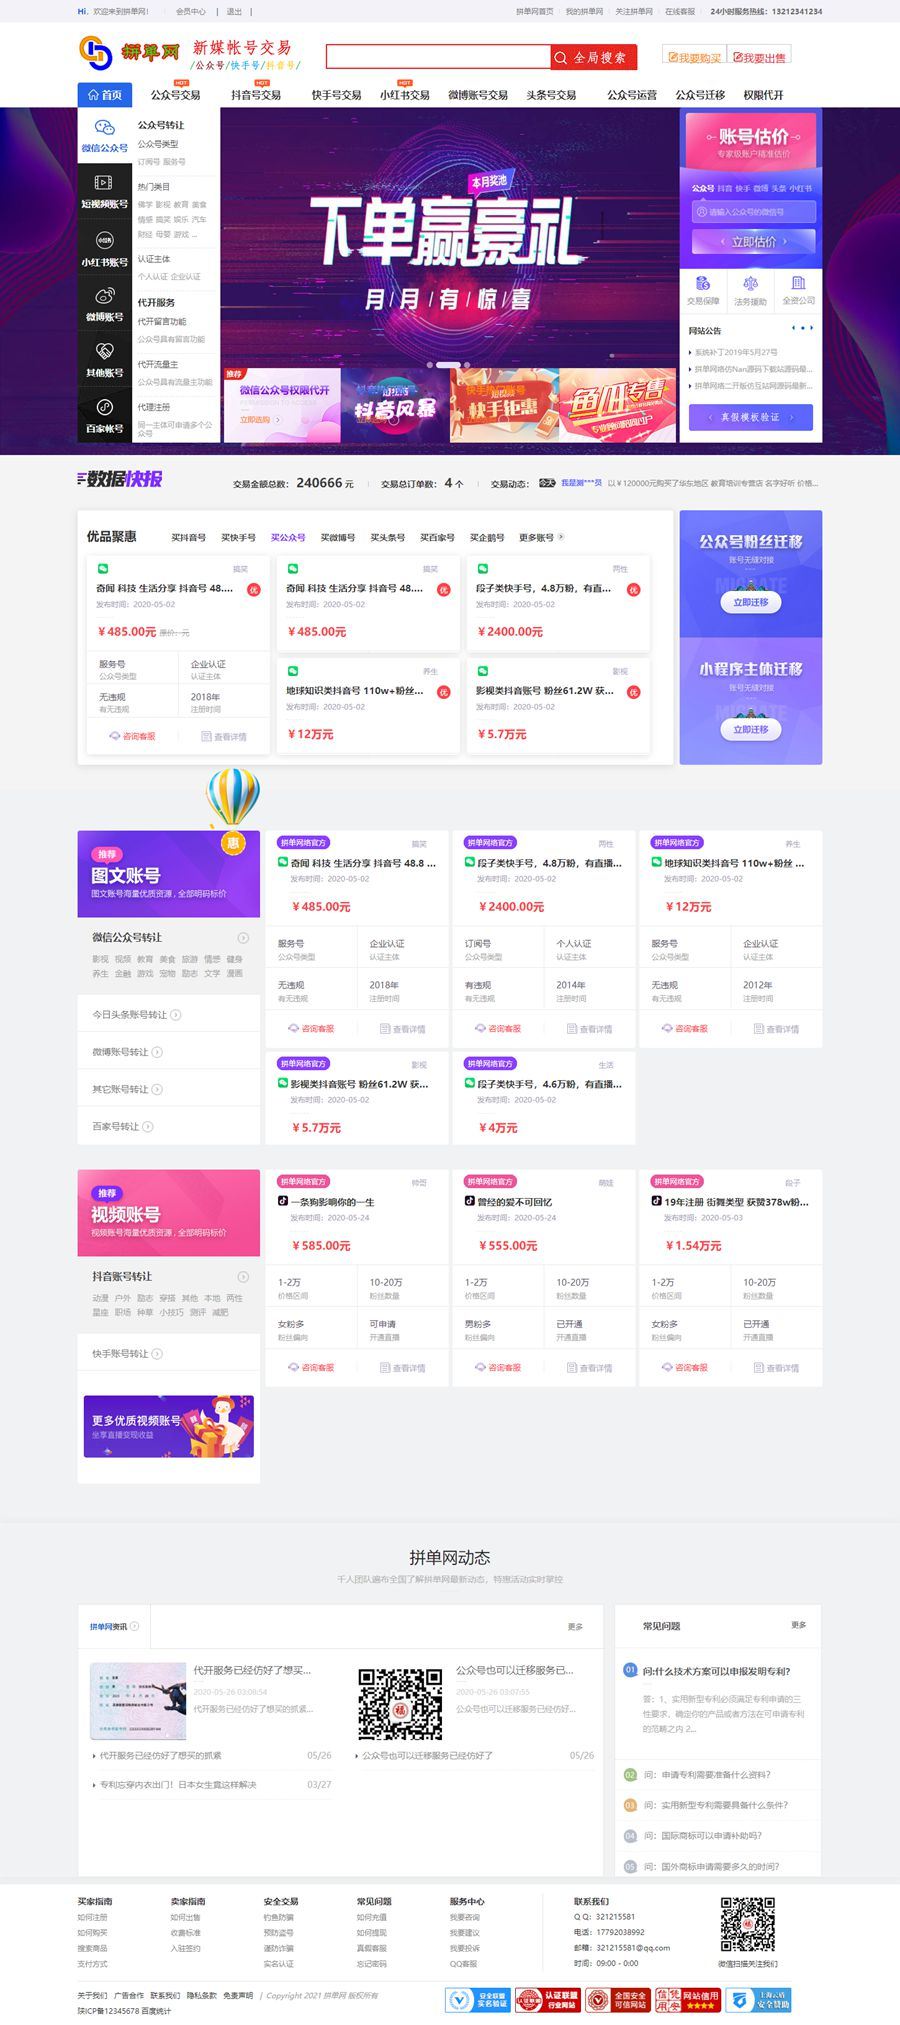 Hi, 欢迎来到拼单网! 会员中心 | 退出 |
拼单网首页 我的拼单网 关注拼单网 在线客服 24小时服务热线：13212341234
拼单网 新媒帐号交易
/公众号/快手号/抖音号/
全局搜索
我要购买 我要出售
首页 公众号交易 HOT 抖音号交易 HOT 快手号交易 小红书交易 HOT 微博账号交易 头条号交易 公众号运营 公众号迁移 权限代开
微信公众号
短视频账号
小红书账号
微博账号
其他账号
百家帐号
公众号转让
公众号类型
订阅号 服务号
热门类目
佛学 影视 教育 美食
情感 搞笑 娱乐 汽车
财经 母婴 游戏 ...
认证主体
个人认证 企业认证
代开服务
代开留言功能
公众号具有留言功能
代开流量主
公众号具有流量主功能
代理注册
同一主体可申请多个公众号
本月奖池
下单赢豪礼
月/月/有/惊/喜
推荐
微信公众号权限代开
立即选购
抖音风暴
快手钜惠
鱼瓜专售
账号估价
专家级账户精准估价
公众号 抖音 快手 微博 头条 小红书
请输入公众号的微信号
立即估价
交易保障 法务援助 全资公司
网站公告
系统补丁2019年5月27号
拼单网络仿Nan源码下载站源码最...
拼单网络二开版仿互站网源码最新...
真假模板验证
数据快报
交易金额总数：240666 元
交易总订单数：4 个
交易动态：今天 我是测***员 以￥120000元购买了华东地区 教育培训专营店 名字好听 价格...
优品聚惠 买抖音号 买快手号 买公众号 买微博号 买头条号 买百家号 买企鹅号 更多账号
搞笑
奇闻 科技 生活分享 抖音号 48.... 优
发布时间：2020-05-02
￥485.00元 原价：元
服务号 企业认证
公众号类型 认证主体
无违规 2018年
有无违规 注册时间
咨询客服 查看详情
搞笑
奇闻 科技 生活分享 抖音号 48.... 优
发布时间：2020-05-02
￥485.00元
两性
段子类快手号，4.8万粉，有直... 优
发布时间：2020-05-02
￥2400.00元
养生
地球知识类抖音号 110w+粉丝... 优
发布时间：2020-05-02
￥12万元
影视
影视类抖音账号 粉丝61.2W 获... 优
发布时间：2020-05-02
￥5.7万元
公众号粉丝迁移
账号无缝对接
MIGRATE
立即迁移
小程序主体迁移
账号无缝对接
MIGRATE
立即迁移
惠
推荐
图文账号
图文账号海量优质资源，全部明码标价
微信公众号转让
影视 视频 教育 美食 旅游 情感 健身
养生 金融 游戏 宠物 励志 文字 漫画
今日头条账号转让
微博账号转让
其它账号转让
百家号转让
拼单网络官方 搞笑
奇闻 科技 生活分享 抖音号 48.8 ...
发布时间：2020-05-02
￥485.00元
服务号 企业认证
公众号类型 认证主体
无违规 2018年
有无违规 注册时间
咨询客服 查看详情
拼单网络官方 两性
段子类快手号，4.8万粉，有直播...
发布时间：2020-05-02
￥2400.00元
订阅号 个人认证
公众号类型 认证主体
有违规 2014年
有无违规 注册时间
咨询客服 查看详情
拼单网络官方 养生
地球知识类抖音号 110w+粉丝 ...
发布时间：2020-05-02
￥12万元
服务号 企业认证
公众号类型 认证主体
无违规 2012年
有无违规 注册时间
咨询客服 查看详情
拼单网络官方 影视
影视类抖音账号 粉丝61.2W 获...
发布时间：2020-05-02
￥5.7万元
拼单网络官方 生活
段子类快手号，4.6万粉，有直播...
发布时间：2020-05-02
￥4万元
推荐
视频账号
视频账号海量优质资源，全部明码标价
抖音账号转让
动漫 户外 励志 穿搭 其他 本地 两性
星座 职场 种草 小技巧 测评 减肥
快手账号转让
更多优质视频账号
坐享直播变现收益
拼单网络官方 帅哥
一条狗影响你的一生
发布时间：2020-05-24
￥585.00元
1-2万 10-20万
价格区间 粉丝数量
女粉多 可申请
粉丝偏向 开通直播
咨询客服 查看详情
拼单网络官方 萌娃
曾经的爱不可回忆
发布时间：2020-05-24
￥555.00元
1-2万 10-20万
价格区间 粉丝数量
男粉多 已开通
粉丝偏向 开通直播
咨询客服 查看详情
拼单网络官方 段子
19年注册 街舞类型 获赞378w粉...
发布时间：2020-05-03
￥1.54万元
1-2万 10-20万
价格区间 粉丝数量
女粉多 已开通
粉丝偏向 开通直播
咨询客服 查看详情
拼单网动态
千人团队遍布全国了解拼单网最新动态，特惠活动实时掌控
拼单网资讯 更多
代开服务已经仿好了想买...
2020-05-26 03:08:54
代开服务已经仿好了想买的抓紧...
公众号也可以迁移服务已...
2020-05-26 03:07:55
公众号也可以迁移服务已经仿好...
代开服务已经仿好了想买的抓紧 05/26
公众号也可以迁移服务已经仿好了 05/26
专利忘穿内衣出门！日本女生竟这样解决 03/27
常见问题 更多
01 问:什么技术方案可以申报发明专利?
答：1、实用新型专利必须满足专利申请的三性要求，确定你的产品或者方法在可申请专利的范畴之内 2...
02 问：申请专利需要准备什么资料?
03 问：实用新型专利需要具备什么条件?
04 问：国际商标可以申请补助吗?
05 问：国外商标申请需要多久的时间?
买家指南
如何注册
如何购买
搜索商品
支付方式
卖家指南
如何出售
收费标准
入驻签约
安全交易
钓鱼防骗
预防盗号
谨防诈骗
实名认证
常见问题
如何充值
如何提现
真假客服
忘记密码
服务中心
我要咨询
我要建议
我要投诉
QQ客服
联系我们
Q Q： 321215581
电话： 17792038992
邮箱： 321215581@qq.com
时间： 09:00 - 0:00
微信扫描关注我们
关于我们 广告合作 联系我们 隐私条款 免责声明 | Copyright 2021 拼单网 版权所有
陕ICP备12345678 百度统计
安全联盟 实名验证
认证联盟 行业网站
全国安全 可信网站
信用 凭安 网站信用
上海云盾 安全赞助